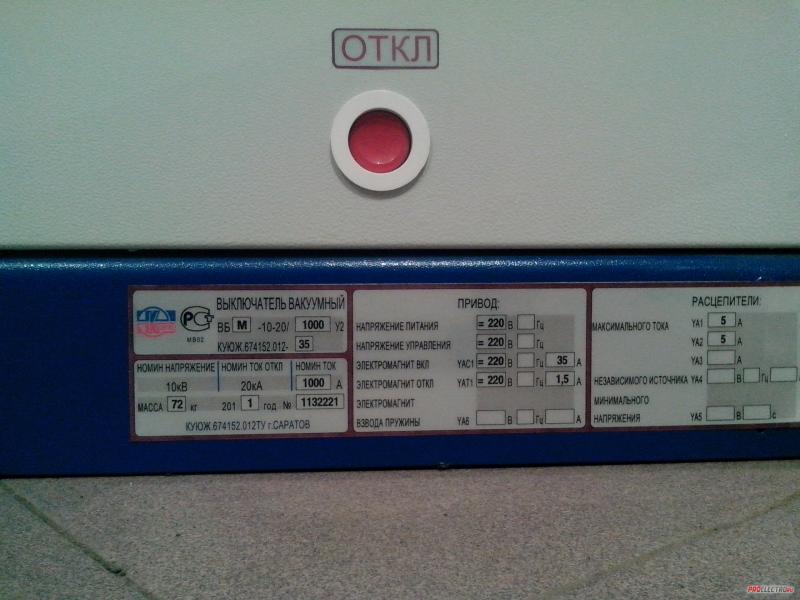 ОТКЛ
ВЫКЛЮЧАТЕЛЬ ВАКУУМНЫЙ
ВБ М -10-20/ 1000 У2
КУЮЖ.674152.012- 35
РС
МВ02
НОМИН НАПРЯЖЕНИЕ НОМИН ТОК ОТКЛ НОМИН ТОК
10кВ 20кА 1000 А
МАССА 72 кг 201 1 год № 1132221
КУЮЖ.674152.012ТУ г.САРАТОВ
ПРИВОД:
НАПРЯЖЕНИЕ ПИТАНИЯ = 220 В Гц
НАПРЯЖЕНИЕ УПРАВЛЕНИЯ = 220 В Гц
ЭЛЕКТРОМАГНИТ ВКЛ YAC1 = 220 В Гц 35 А
ЭЛЕКТРОМАГНИТ ОТКЛ YAT1 = 220 В Гц 1,5 А
ЭЛЕКТРОМАГНИТ
ВЗВОДА ПРУЖИНЫ YA6 В Гц А
РАСЦЕПИТЕЛИ:
МАКСИМАЛЬНОГО ТОКА YA1 5 А
YA2 5 А
YA3 А
НЕЗАВИСИМОГО ИСТОЧНИКА YA4 В Гц
МИНИМАЛЬНОГО
НАПРЯЖЕНИЯ YA5 В с
PROELECTRO.RU